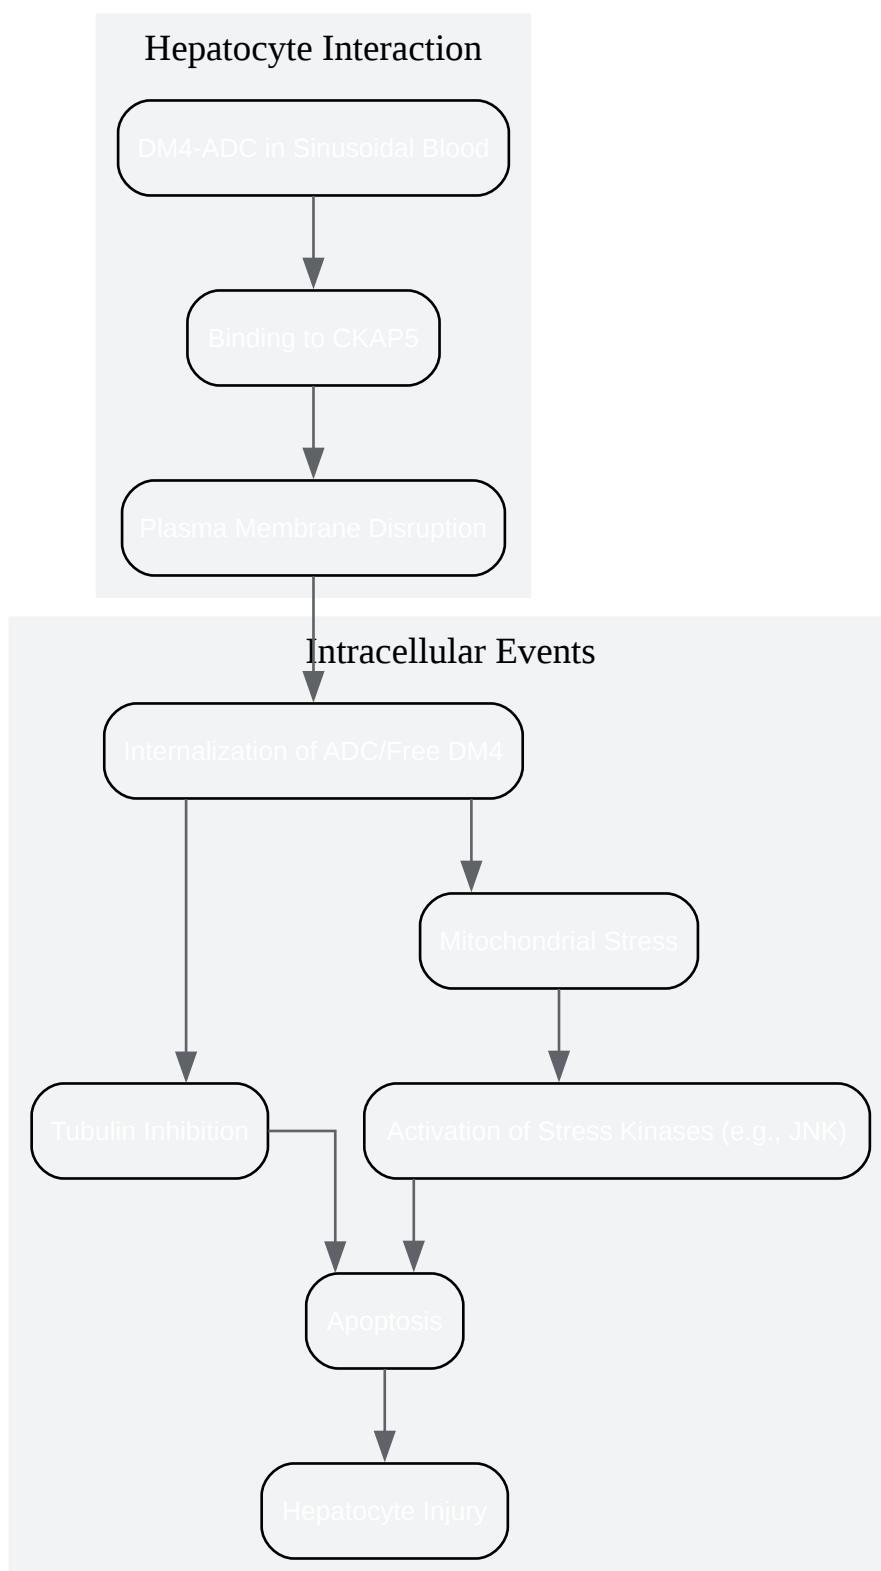 Hepatocyte Interaction
DM4-ADC in Sinusoidal Blood
Binding to CKAP5
Plasma Membrane Disruption
Intracellular Events
Internalization of ADC/Free DM4
Mitochondrial Stress
Tubulin Inhibition
Activation of Stress Kinases (e.g., JNK)
Apoptosis
Hepatocyte Injury